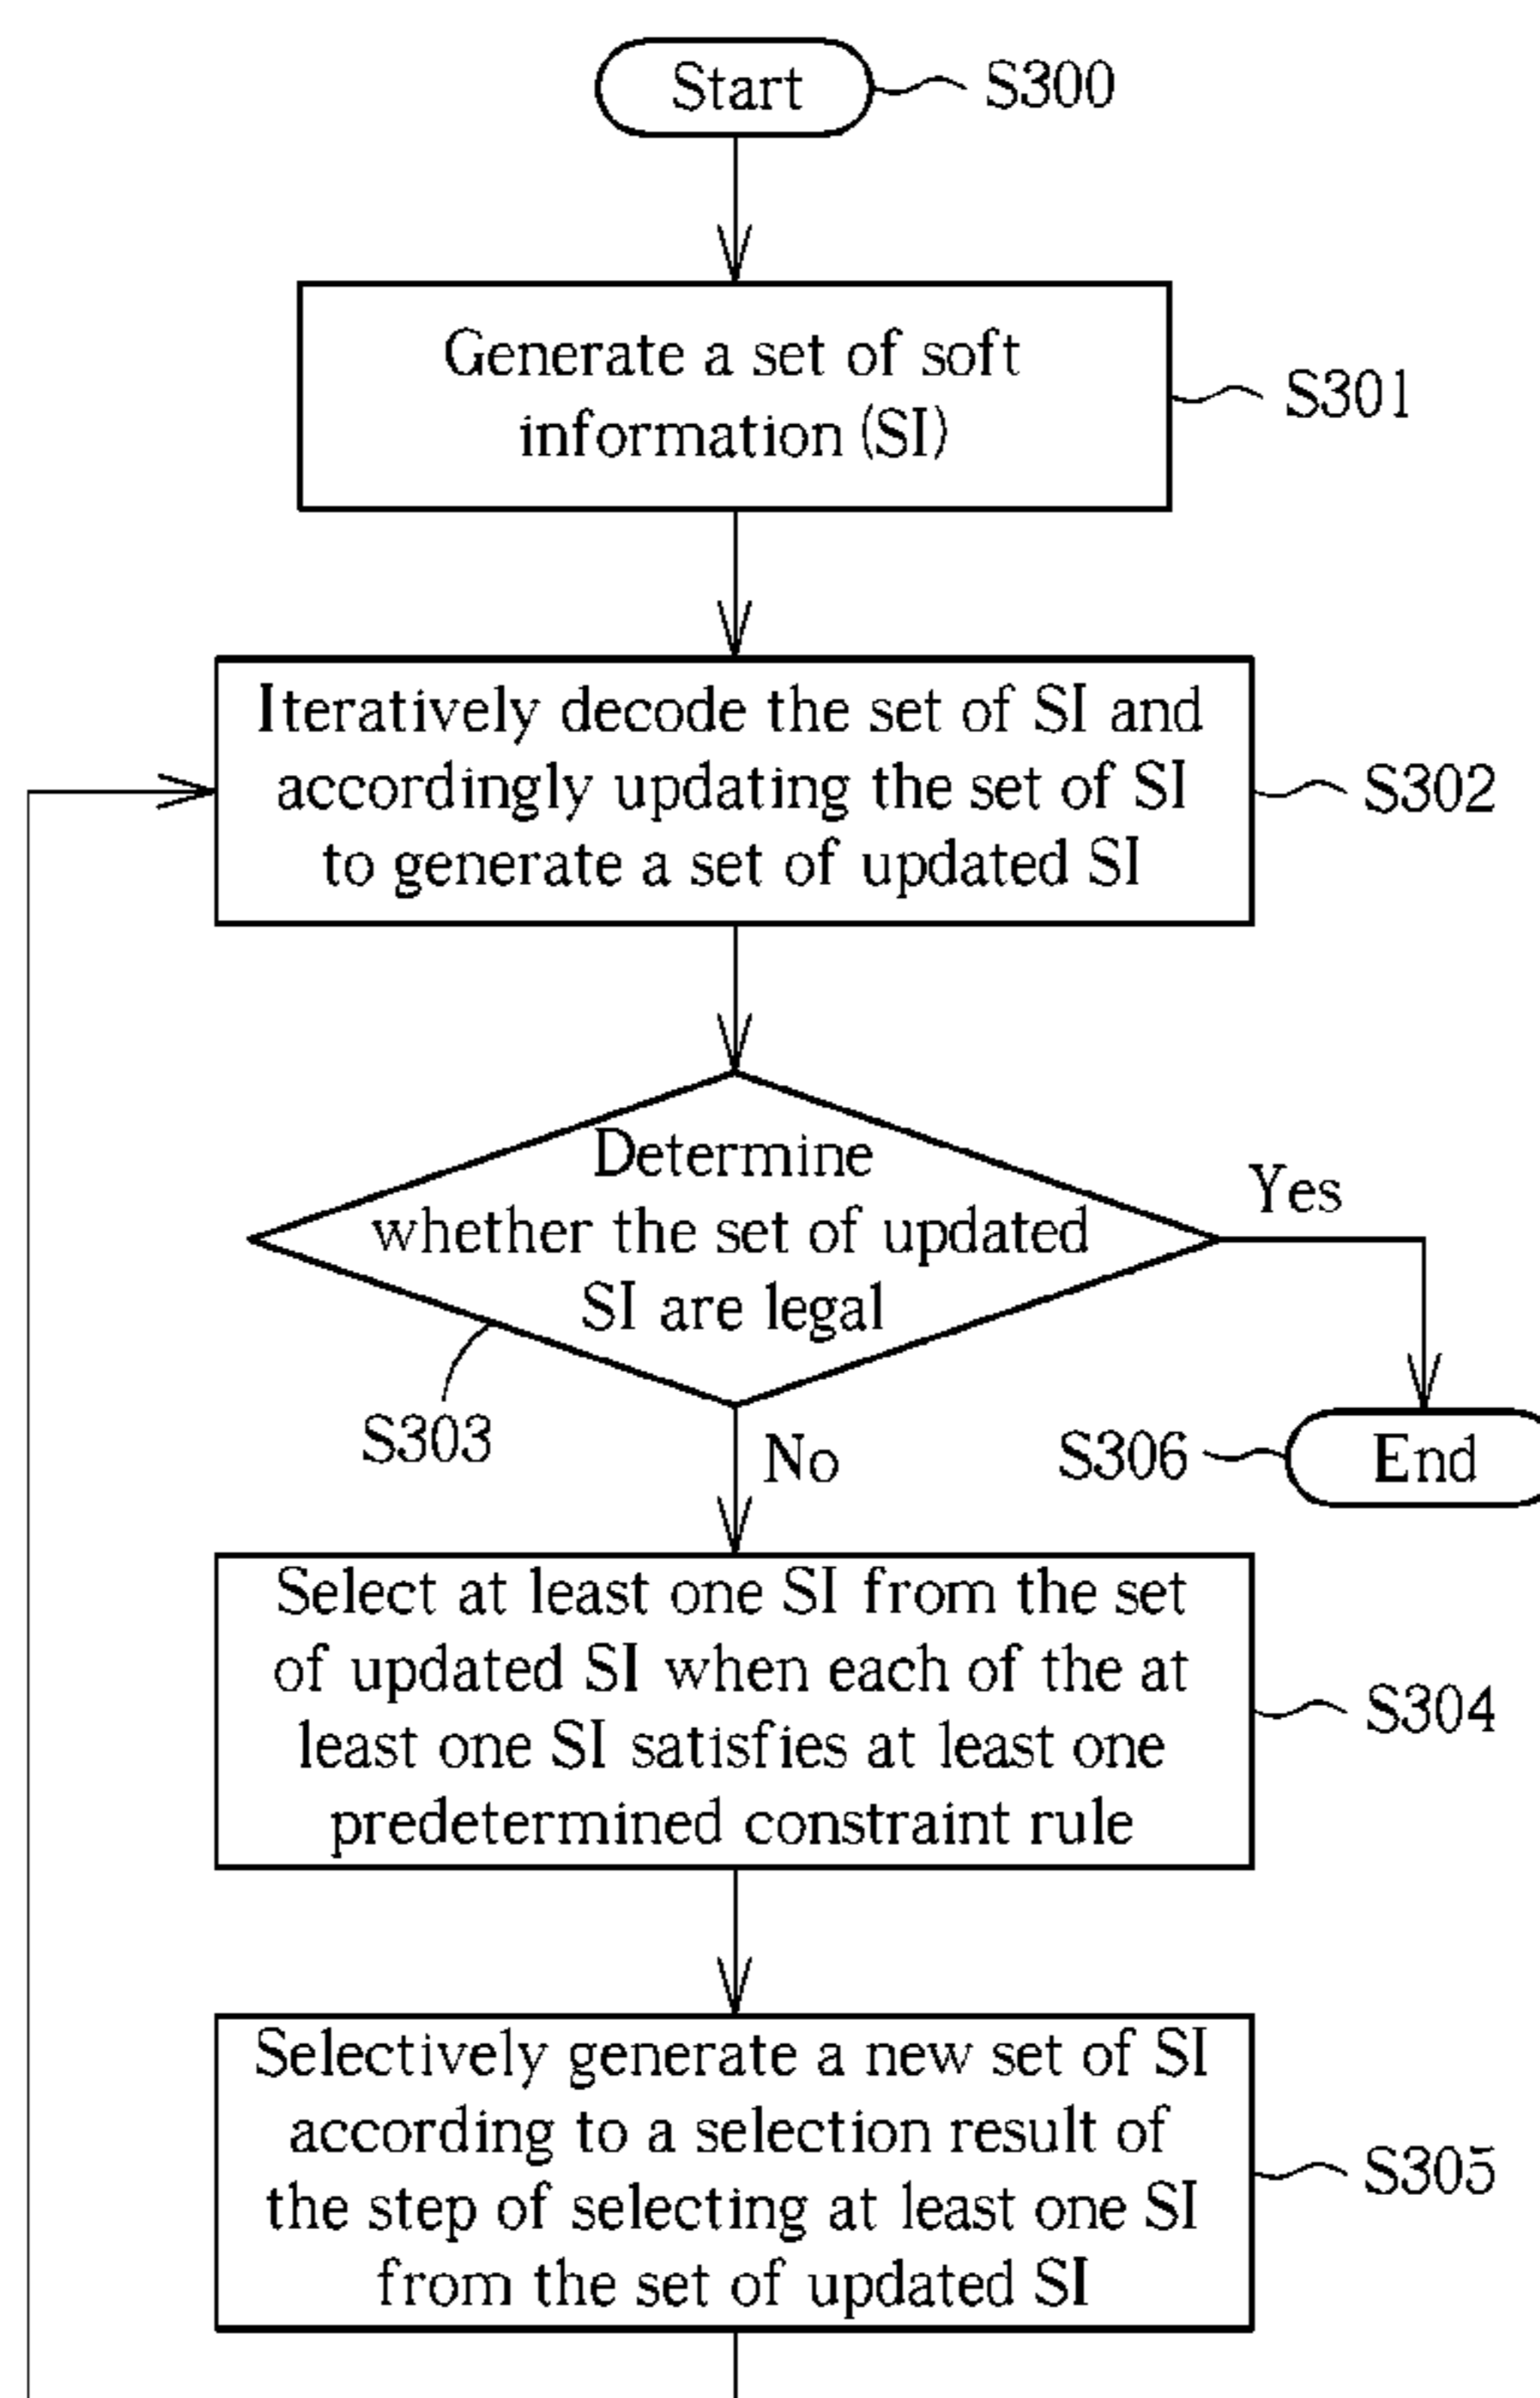 Start
S300
Generate a set of soft
information (SI)
S301
Iteratively decode the set of SI and
accordingly updating the set of SI
to generate a set of updated SI
S302
Determine
whether the set of updated
SI are legal
Yes
S303
No
S306
End
Select at least one SI from the set
of updated SI when each of the at
least one SI satisfies at least one
predetermined constraint rule
S304
Selectively generate a new set of SI
according to a selection result of
the step of selecting at least one SI
from the set of updated SI
S305